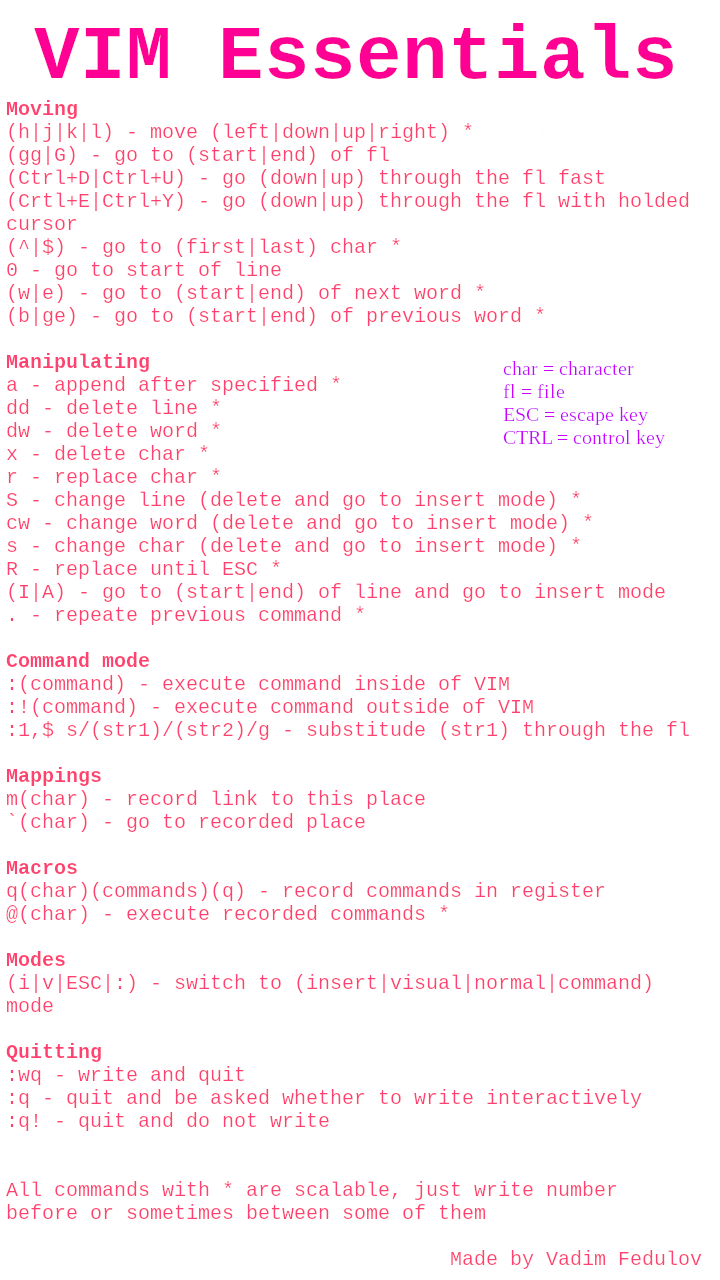 VIM Essentials
Moving
(h|j|k|l) - move (left|down|up|right) *
(gg|G) - go to (start|end) of fl
(Ctrl+D|Ctrl+U) - go (down|up) through the fl fast
(Crtl+E|Ctrl+Y) - go (down|up) through the fl with holded
cursor
(^|$) - go to (first|last) char *
0 - go to start of line
(w|e) - go to (start|end) of next word *
(b|ge) - go to (start|end) of previous word *
Manipulating
a - append after specified *
dd - delete line *
dw - delete word *
x - delete char *
r - replace char *
S - change line (delete and go to insert mode) *
cw - change word (delete and go to insert mode) *
s - change char (delete and go to insert mode) *
R - replace until ESC *
(I|A) - go to (start|end) of line and go to insert mode
. - repeate previous command *
char = character
fl = file
ESC = escape key
CTRL = control key
Command mode
:(command) - execute command inside of VIM
:!(command) - execute command outside of VIM
:1,$ s/(str1)/(str2)/g - substitude (str1) through the fl
Mappings
m(char) - record link to this place
`(char) - go to recorded place
Macros
q(char)(commands)(q) - record commands in register
@(char) - execute recorded commands *
Modes
(i|v|ESC|:) - switch to (insert|visual|normal|command)
mode
Quitting
:wq - write and quit
:q - quit and be asked whether to write interactively
:q! - quit and do not write
All commands with * are scalable, just write number
before or sometimes between some of them
Made by Vadim Fedulov